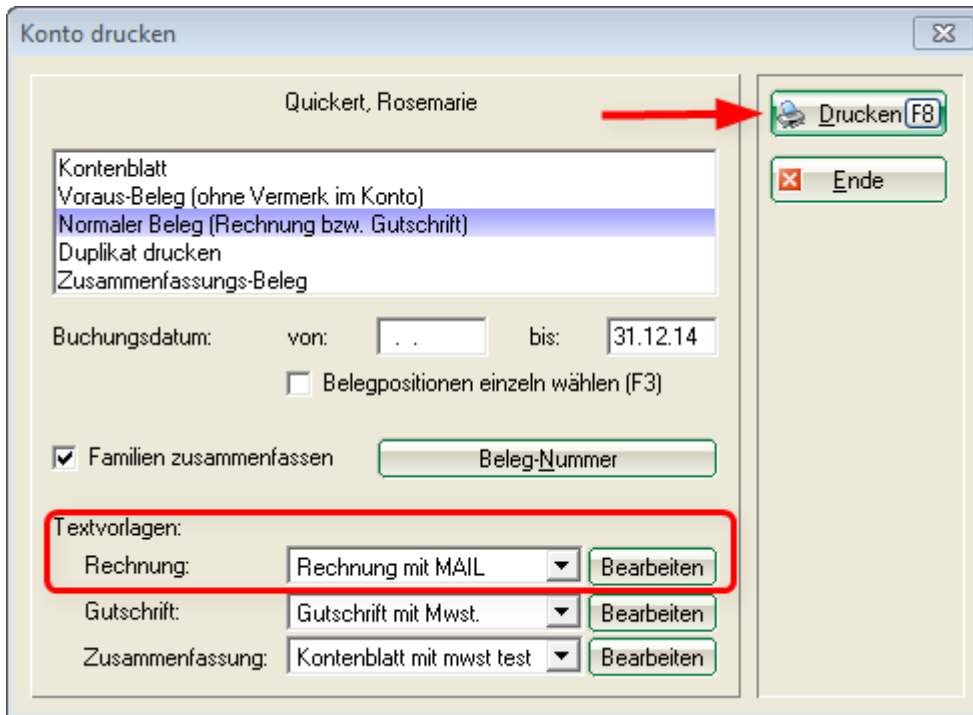 Konto drucken
Quickert, Rosemarie
Drucken F8
Ende
Kontenblatt
Voraus-Beleg (ohne Vermerk im Konto)
Normaler Beleg (Rechnung bzw. Gutschrift)
Duplikat drucken
Zusammenfassungs-Beleg
Buchungsdatum: von: . . bis: 31.12.14
Belegpositionen einzeln wählen (F3)
Familien zusammenfassen Beleg-Nummer
Textvorlagen:
Rechnung: Rechnung mit MAIL Bearbeiten
Gutschrift: Gutschrift mit Mwst. Bearbeiten
Zusammenfassung: Kontenblatt mit mwst test Bearbeiten